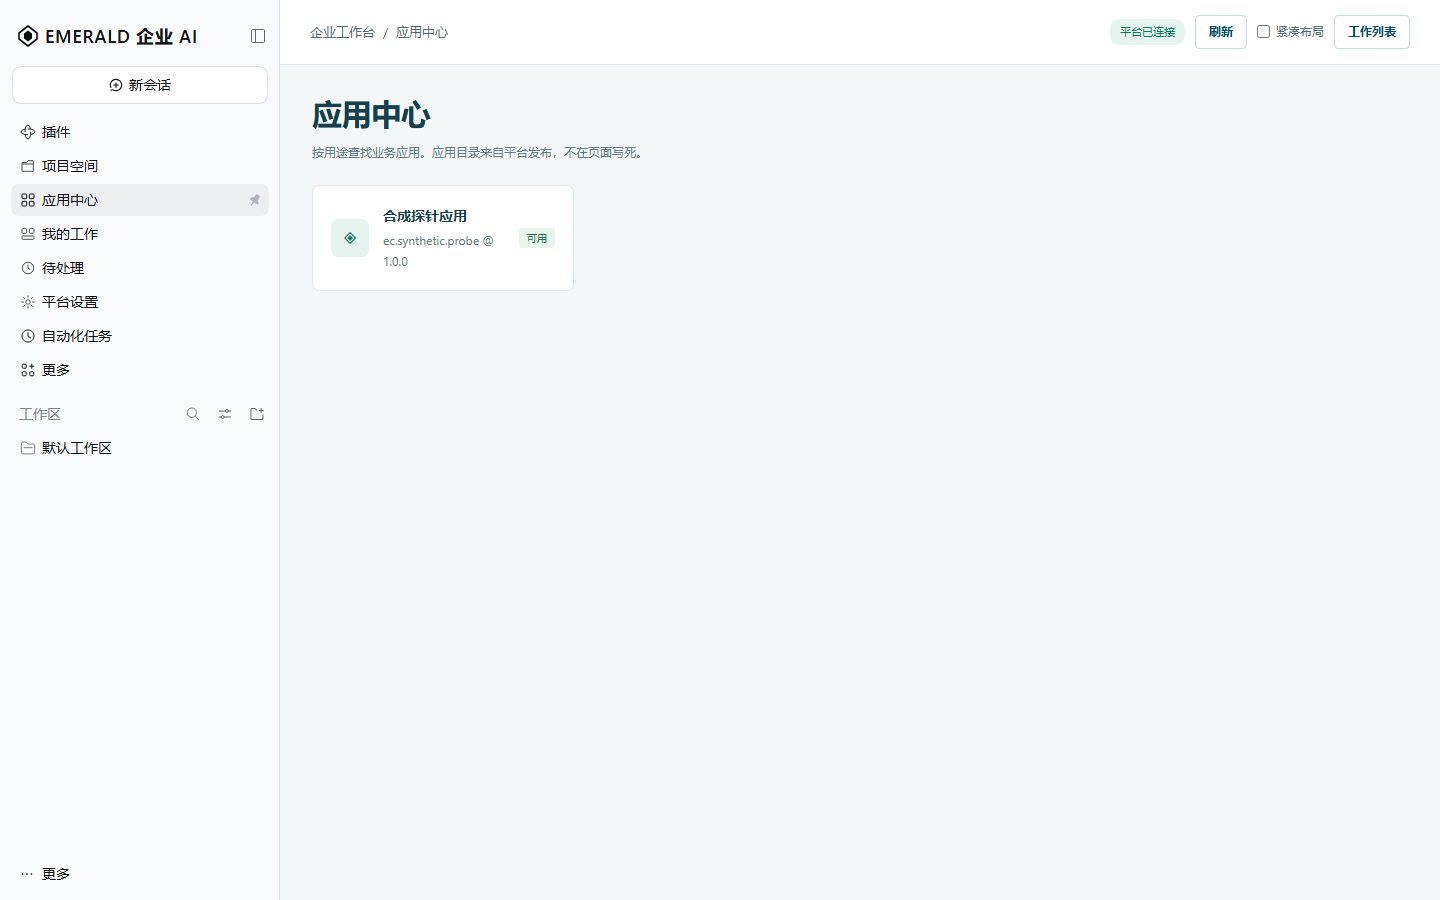 EMERALD 企业 AI
新会话
插件
项目空间
应用中心
我的工作
待处理
平台设置
自动化任务
更多
工作区
默认工作区
更多
企业工作台 / 应用中心
平台已连接
刷新
紧凑布局
工作列表
应用中心
按用途查找业务应用。应用目录来自平台发布，不在页面写死。
合成探针应用
ec.synthetic.probe @
1.0.0
可用